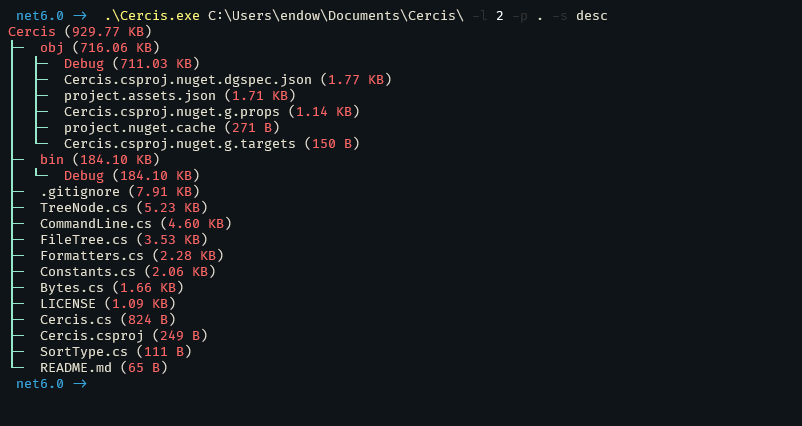 net6.0 -> .\Cercis.exe C:\Users\endow\Documents\Cercis\ -l 2 -p . -s desc
Cercis (929.77 KB)
├─ obj (716.06 KB)
│  ├─ Debug (711.03 KB)
│  ├─ Cercis.csproj.nuget.dgspec.json (1.77 KB)
│  ├─ project.assets.json (1.71 KB)
│  ├─ Cercis.csproj.nuget.g.props (1.14 KB)
│  ├─ project.nuget.cache (271 B)
│  └─ Cercis.csproj.nuget.g.targets (150 B)
├─ bin (184.10 KB)
│  └─ Debug (184.10 KB)
├─ .gitignore (7.91 KB)
├─ TreeNode.cs (5.23 KB)
├─ CommandLine.cs (4.60 KB)
├─ FileTree.cs (3.53 KB)
├─ Formatters.cs (2.28 KB)
├─ Constants.cs (2.06 KB)
├─ Bytes.cs (1.66 KB)
├─ LICENSE (1.09 KB)
├─ Cercis.cs (824 B)
├─ Cercis.csproj (249 B)
├─ SortType.cs (111 B)
└─ README.md (65 B)
net6.0 ->